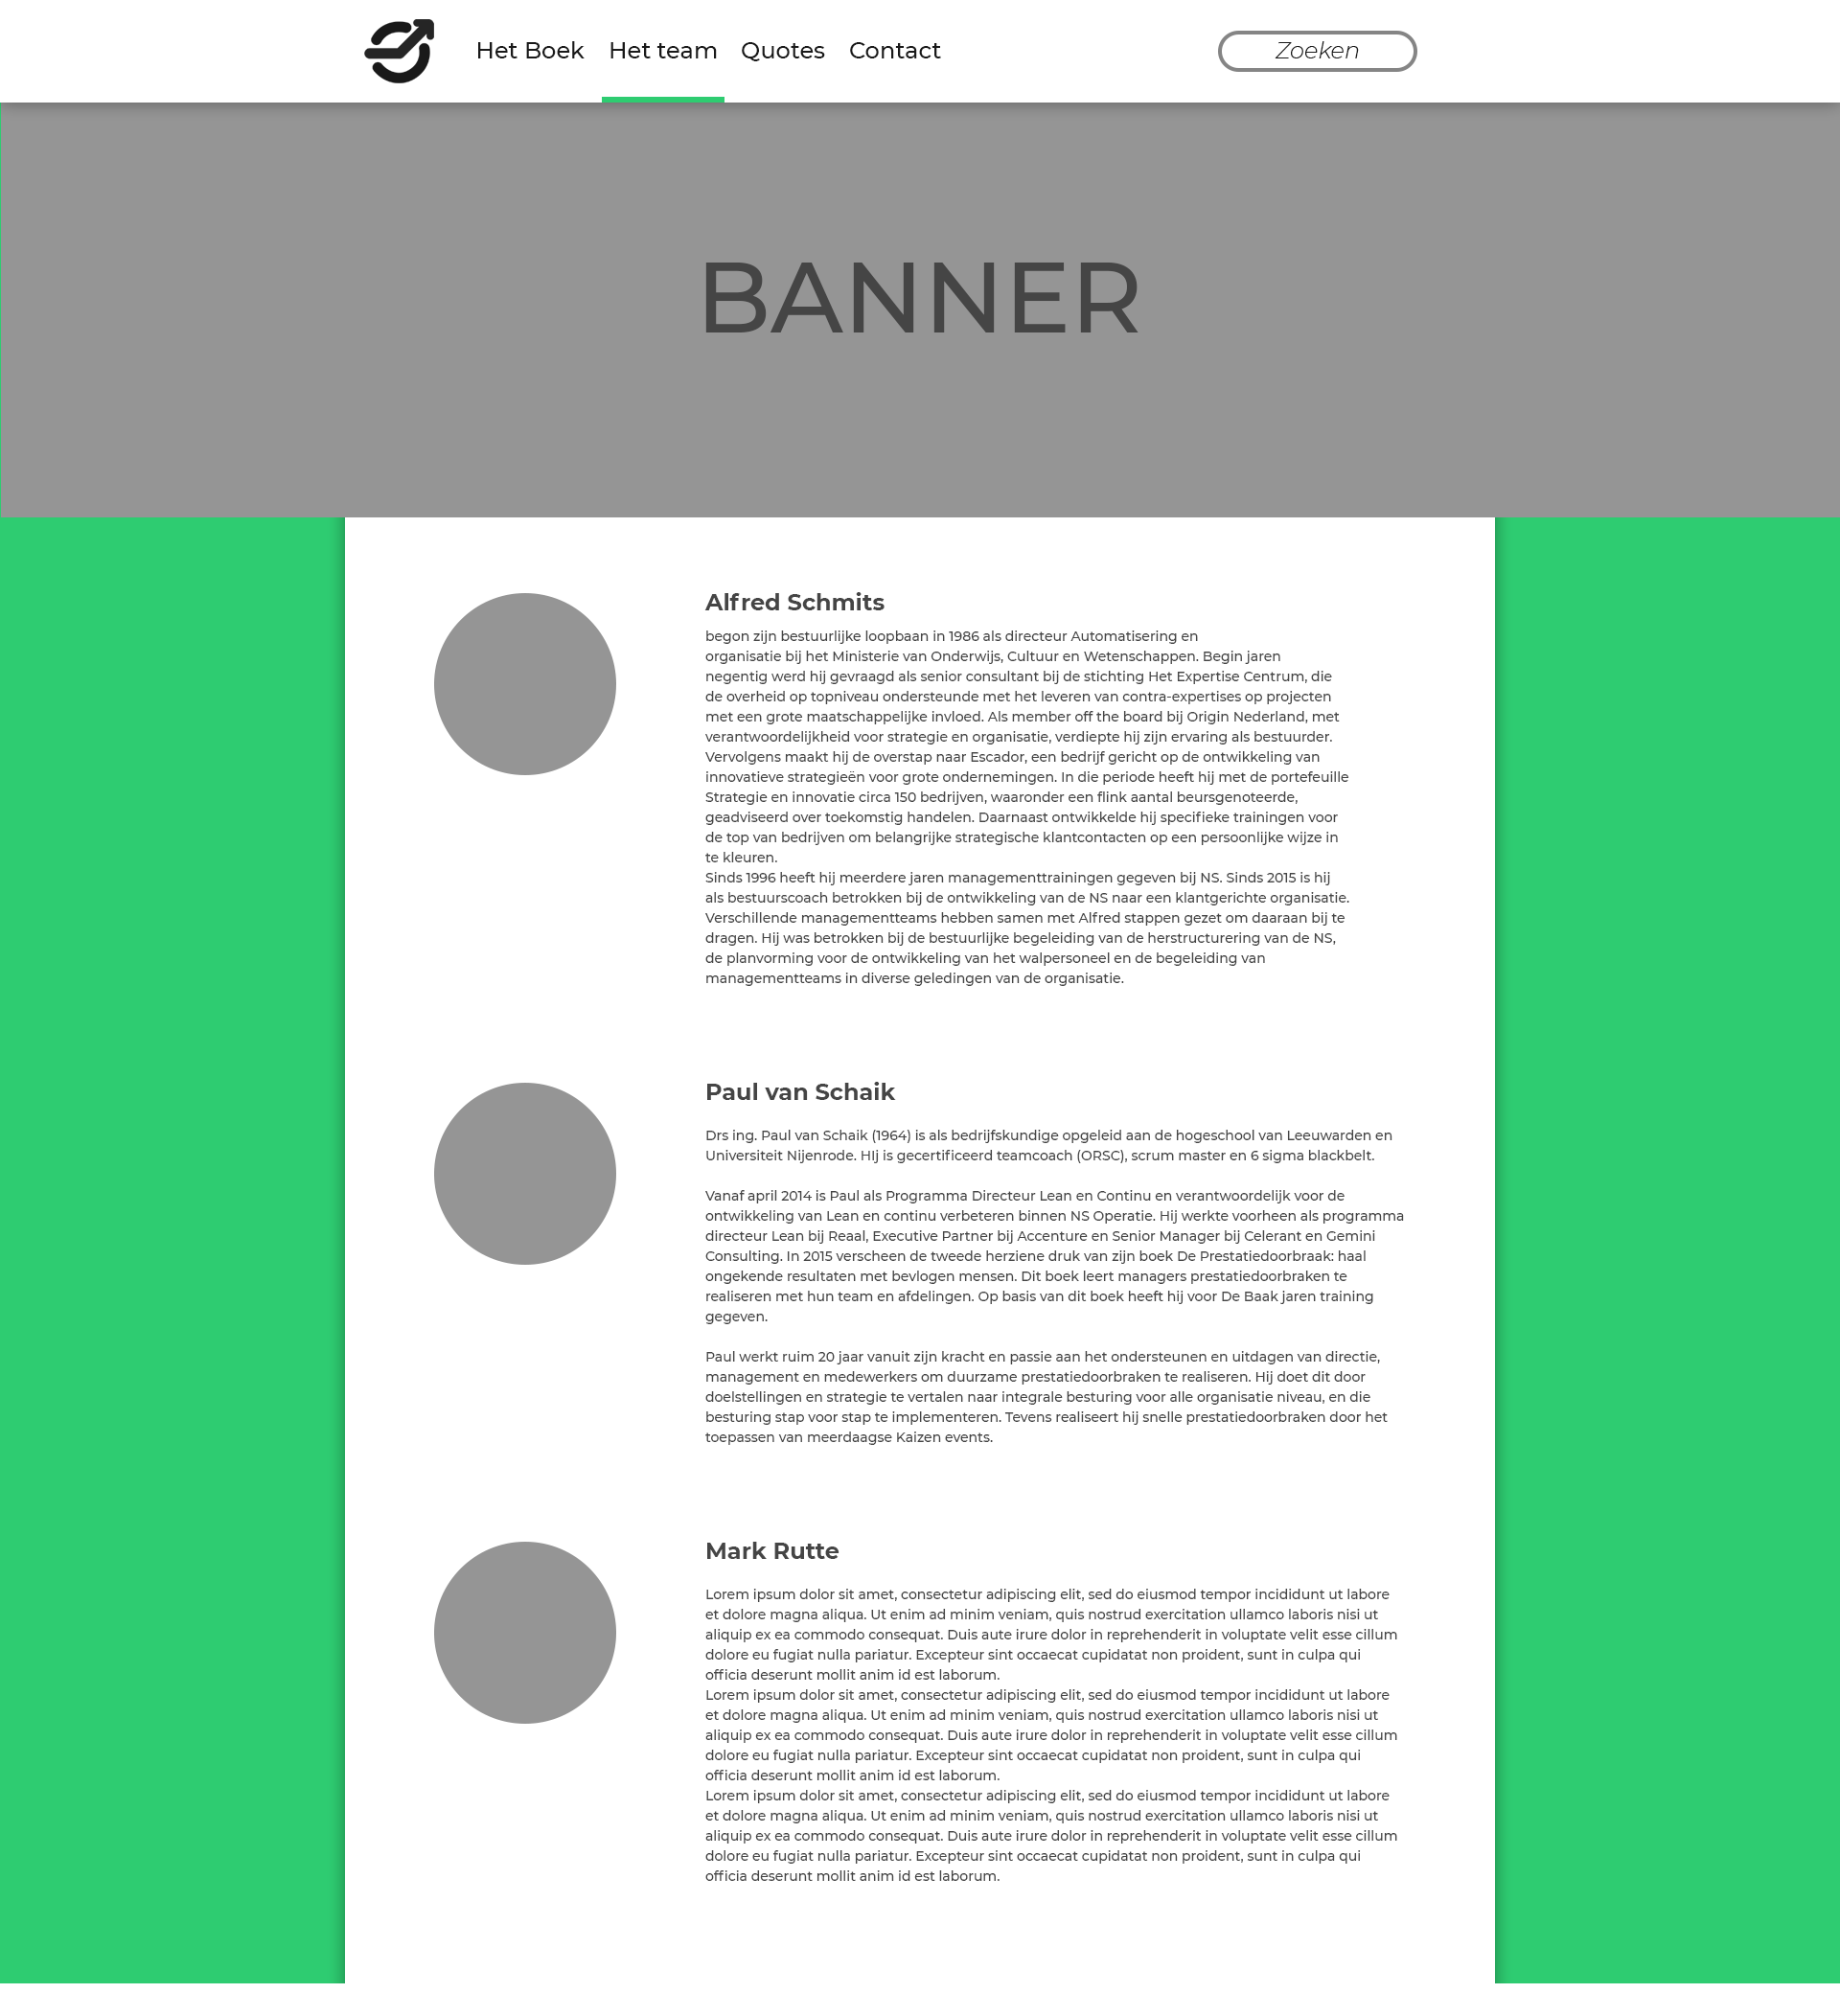 Het Boek Het team Quotes Contact Zoeken
BANNER
Alfred Schmits
begon zijn bestuurlijke loopbaan in 1986 als directeur Automatisering en
organisatie bij het Ministerie van Onderwijs, Cultuur en Wetenschappen. Begin jaren
negentig werd hij gevraagd als senior consultant bij de stichting Het Expertise Centrum, die
de overheid op topniveau ondersteunde met het leveren van contra-expertises op projecten
met een grote maatschappelijke invloed. Als member off the board bij Origin Nederland, met
verantwoordelijkheid voor strategie en organisatie, verdiepte hij zijn ervaring als bestuurder.
Vervolgens maakt hij de overstap naar Escador, een bedrijf gericht op de ontwikkeling van
innovatieve strategieën voor grote ondernemingen. In die periode heeft hij met de portefeuille
Strategie en innovatie circa 150 bedrijven, waaronder een flink aantal beursgenoteerde,
geadviseerd over toekomstig handelen. Daarnaast ontwikkelde hij specifieke trainingen voor
de top van bedrijven om belangrijke strategische klantcontacten op een persoonlijke wijze in
te kleuren.
Sinds 1996 heeft hij meerdere jaren managementtrainingen gegeven bij NS. Sinds 2015 is hij
als bestuurscoach betrokken bij de ontwikkeling van de NS naar een klantgerichte organisatie.
Verschillende managementteams hebben samen met Alfred stappen gezet om daaraan bij te
dragen. Hij was betrokken bij de bestuurlijke begeleiding van de herstructurering van de NS,
de planvorming voor de ontwikkeling van het walpersoneel en de begeleiding van
managementteams in diverse geledingen van de organisatie.
Paul van Schaik
Drs ing. Paul van Schaik (1964) is als bedrijfskundige opgeleid aan de hogeschool van Leeuwarden en
Universiteit Nijenrode. HIj is gecertificeerd teamcoach (ORSC), scrum master en 6 sigma blackbelt.
Vanaf april 2014 is Paul als Programma Directeur Lean en Continu en verantwoordelijk voor de
ontwikkeling van Lean en continu verbeteren binnen NS Operatie. Hij werkte voorheen als programma
directeur Lean bij Reaal, Executive Partner bij Accenture en Senior Manager bij Celerant en Gemini
Consulting. In 2015 verscheen de tweede herziene druk van zijn boek De Prestatiedoorbraak: haal
ongekende resultaten met bevlogen mensen. Dit boek leert managers prestatiedoorbraken te
realiseren met hun team en afdelingen. Op basis van dit boek heeft hij voor De Baak jaren training
gegeven.
Paul werkt ruim 20 jaar vanuit zijn kracht en passie aan het ondersteunen en uitdagen van directie,
management en medewerkers om duurzame prestatiedoorbraken te realiseren. Hij doet dit door
doelstellingen en strategie te vertalen naar integrale besturing voor alle organisatie niveau, en die
besturing stap voor stap te implementeren. Tevens realiseert hij snelle prestatiedoorbraken door het
toepassen van meerdaagse Kaizen events.
Mark Rutte
Lorem ipsum dolor sit amet, consectetur adipiscing elit, sed do eiusmod tempor incididunt ut labore
et dolore magna aliqua. Ut enim ad minim veniam, quis nostrud exercitation ullamco laboris nisi ut
aliquip ex ea commodo consequat. Duis aute irure dolor in reprehenderit in voluptate velit esse cillum
dolore eu fugiat nulla pariatur. Excepteur sint occaecat cupidatat non proident, sunt in culpa qui
officia deserunt mollit anim id est laborum.
Lorem ipsum dolor sit amet, consectetur adipiscing elit, sed do eiusmod tempor incididunt ut labore
et dolore magna aliqua. Ut enim ad minim veniam, quis nostrud exercitation ullamco laboris nisi ut
aliquip ex ea commodo consequat. Duis aute irure dolor in reprehenderit in voluptate velit esse cillum
dolore eu fugiat nulla pariatur. Excepteur sint occaecat cupidatat non proident, sunt in culpa qui
officia deserunt mollit anim id est laborum.
Lorem ipsum dolor sit amet, consectetur adipiscing elit, sed do eiusmod tempor incididunt ut labore
et dolore magna aliqua. Ut enim ad minim veniam, quis nostrud exercitation ullamco laboris nisi ut
aliquip ex ea commodo consequat. Duis aute irure dolor in reprehenderit in voluptate velit esse cillum
dolore eu fugiat nulla pariatur. Excepteur sint occaecat cupidatat non proident, sunt in culpa qui
officia deserunt mollit anim id est laborum.